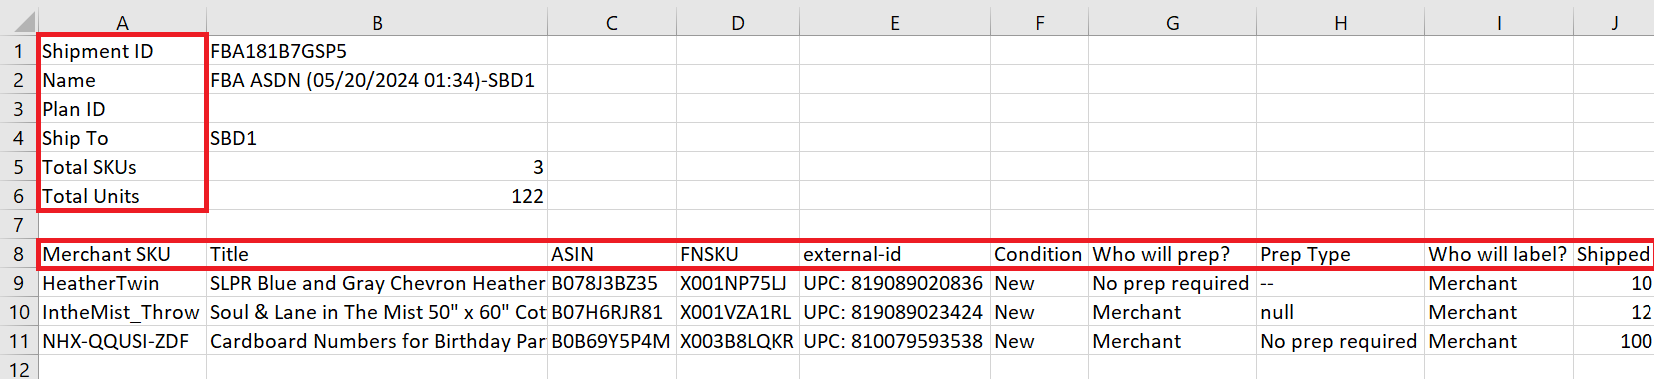 A B C D E F G H I J
1 Shipment ID FBA181B7GSP5
2 Name FBA ASDN (05/20/2024 01:34)-SBD1
3 Plan ID
4 Ship To SBD1
5 Total SKUs 3
6 Total Units 122
7
8 Merchant SKU Title ASIN FNSKU external-id Condition Who will prep? Prep Type Who will label? Shipped
9 HeatherTwin SLPR Blue and Gray Chevron Heather B078J3BZ35 X001NP75LJ UPC: 819089020836 New No prep required -- Merchant 10
10 IntheMist_Throw Soul & Lane in The Mist 50" x 60" Cot B07H6RJR81 X001VZA1RL UPC: 819089023424 New Merchant null Merchant 12
11 NHX-QQUSI-ZDF Cardboard Numbers for Birthday Par B0B69Y5P4M X003B8LQKR UPC: 810079593538 New Merchant No prep required Merchant 100
12